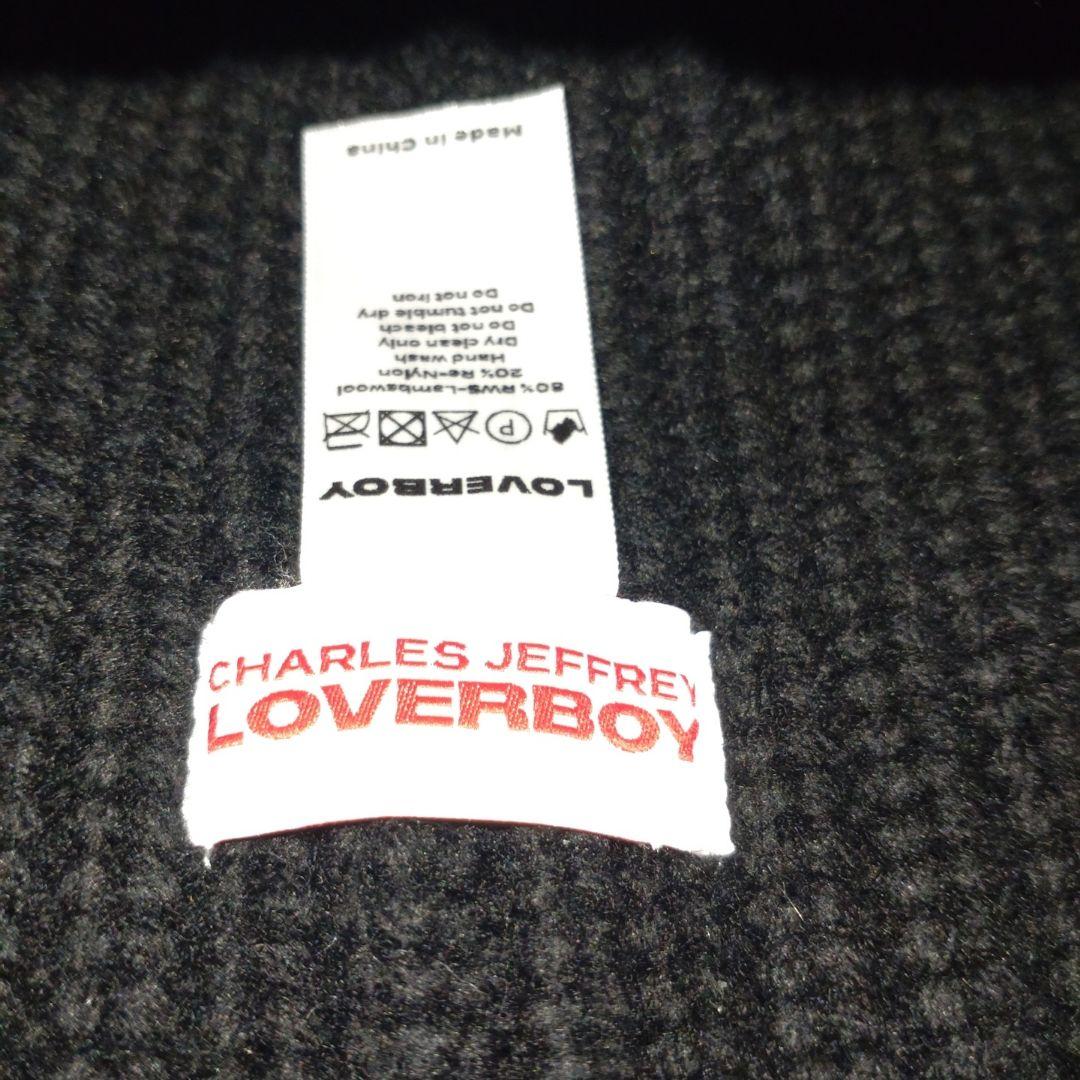 CHARLES JEFFREY
LOVERBOY
LOVERBOY
P
80% RWS-Lambswool
20% Re-Nylon
Hand wash
Dry clean only
Do not bleach
Do not tumble dry
Do not iron
Made in China